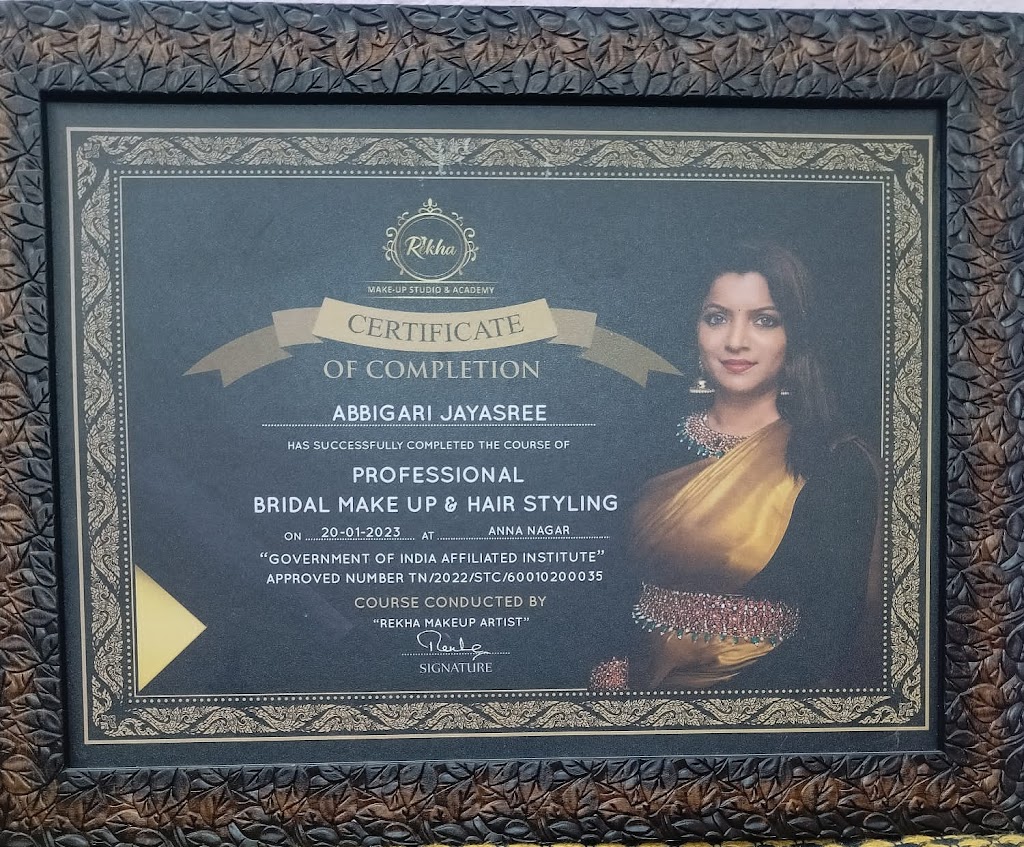 Rekha
MAKE-UP STUDIO & ACADEMY
CERTIFICATE
OF COMPLETION
ABBIGARI JAYASREE
HAS SUCCESSFULLY COMPLETED THE COURSE OF
PROFESSIONAL
BRIDAL MAKE UP & HAIR STYLING
ON 20-01-2023 AT ANNA NAGAR
“GOVERNMENT OF INDIA AFFILIATED INSTITUTE”
APPROVED NUMBER TN/2022/STC/60010200035
COURSE CONDUCTED BY
“REKHA MAKEUP ARTIST”
Rekha
SIGNATURE